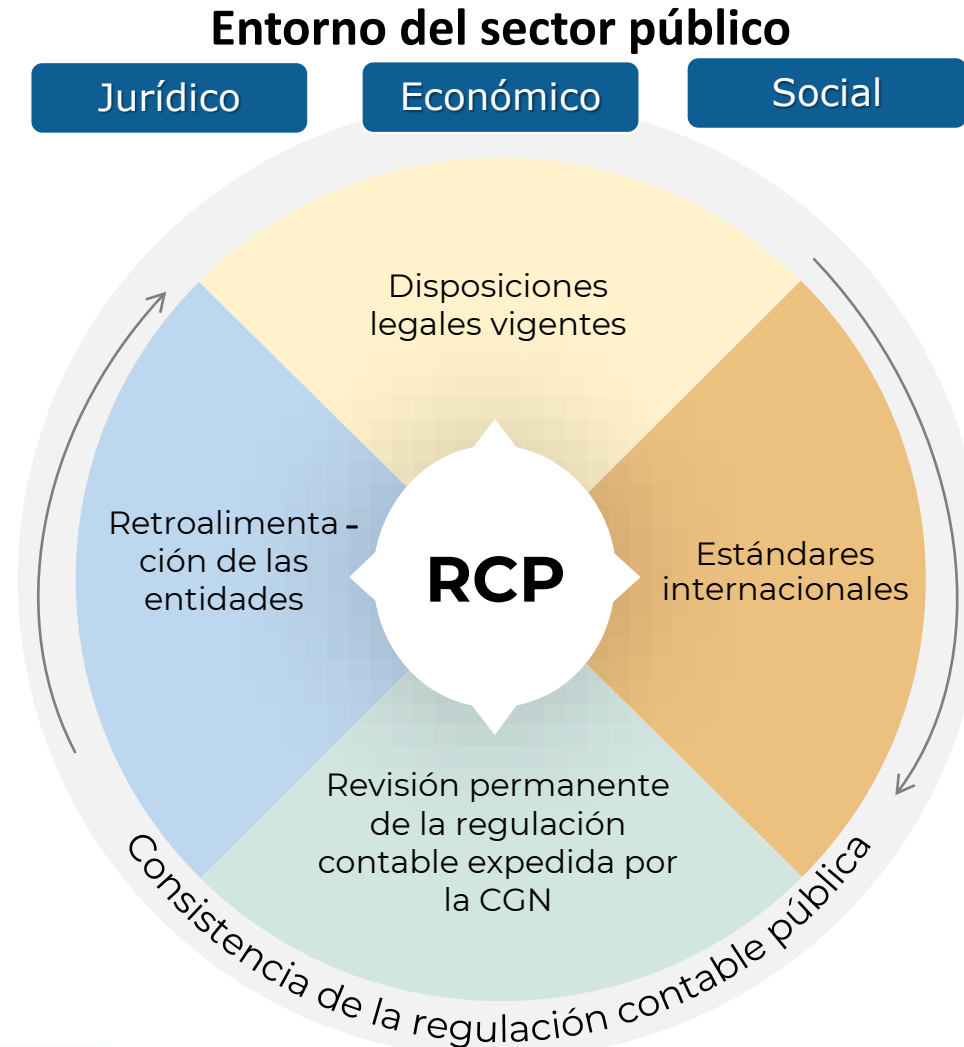 Entorno del sector público
Jurídico
Económico
Social
Disposiciones
legales vigentes
Retroalimenta-
ción de las
entidades
RCP
Estándares
internacionales
Revisión permanente
de la regulación
contable expedida por
la CGN
Consistencia de la regulación contable pública